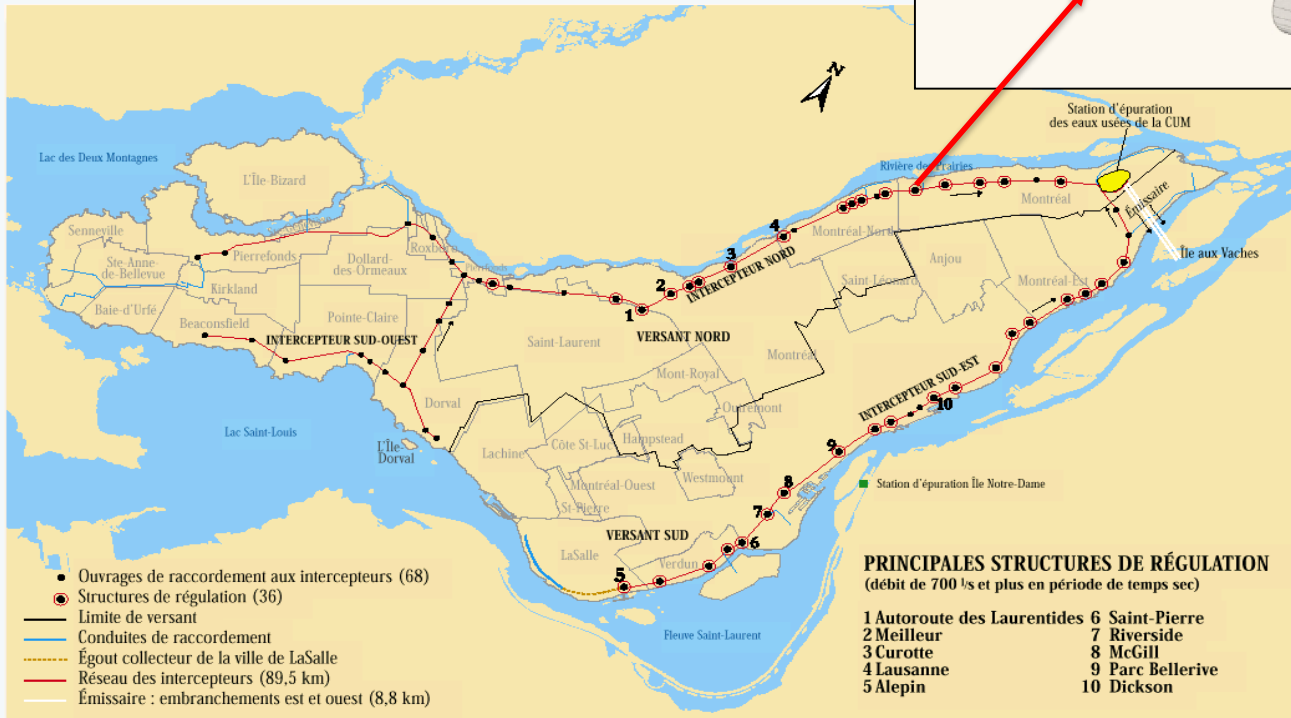 N
Station d'épuration
des eaux usées de la CUM
Lac des Deux Montagnes
Rivière des Prairies
L'Île-Bizard
Montréal
Émissaire
Senneville
Île aux Vaches
Roxboro
Pierrefonds
Ste-Anne-
de-Bellevue
Dollard-
des-Ormeaux
Pierrefonds
Kirkland
Baie-d'Urfé
Beaconsfield
Pointe-Claire
INTERCEPTEUR SUD-OUEST
4
Montréal-Nord
3
INTERCEPTEUR NORD
2
1
Anjou
Saint-Léonard
Montréal-Est
Saint-Laurent
VERSANT NORD
Montréal
Mont-Royal
INTERCEPTEUR SUD-EST
Outremont
10
Dorval
Lac Saint-Louis
L'Île-
Dorval
Lachine
Côte St-Luc
Hampstead
9
Montréal-Ouest
Westmount
8
Station d'épuration Île Notre-Dame
St-Pierre
7
VERSANT SUD
6
LaSalle
Verdun
5
Fleuve Saint-Laurent
Ouvrages de raccordement aux intercepteurs (68)
Structures de régulation (36)
Limite de versant
Conduites de raccordement
Égout collecteur de la ville de LaSalle
Réseau des intercepteurs (89,5 km)
Émissaire : embranchements est et ouest (8,8 km)
PRINCIPALES STRUCTURES DE RÉGULATION
(débit de 700 l/s et plus en période de temps sec)
1 Autoroute des Laurentides 6 Saint-Pierre
2 Meilleur 7 Riverside
3 Curotte 8 McGill
4 Lausanne 9 Parc Bellerive
5 Alepin 10 Dickson